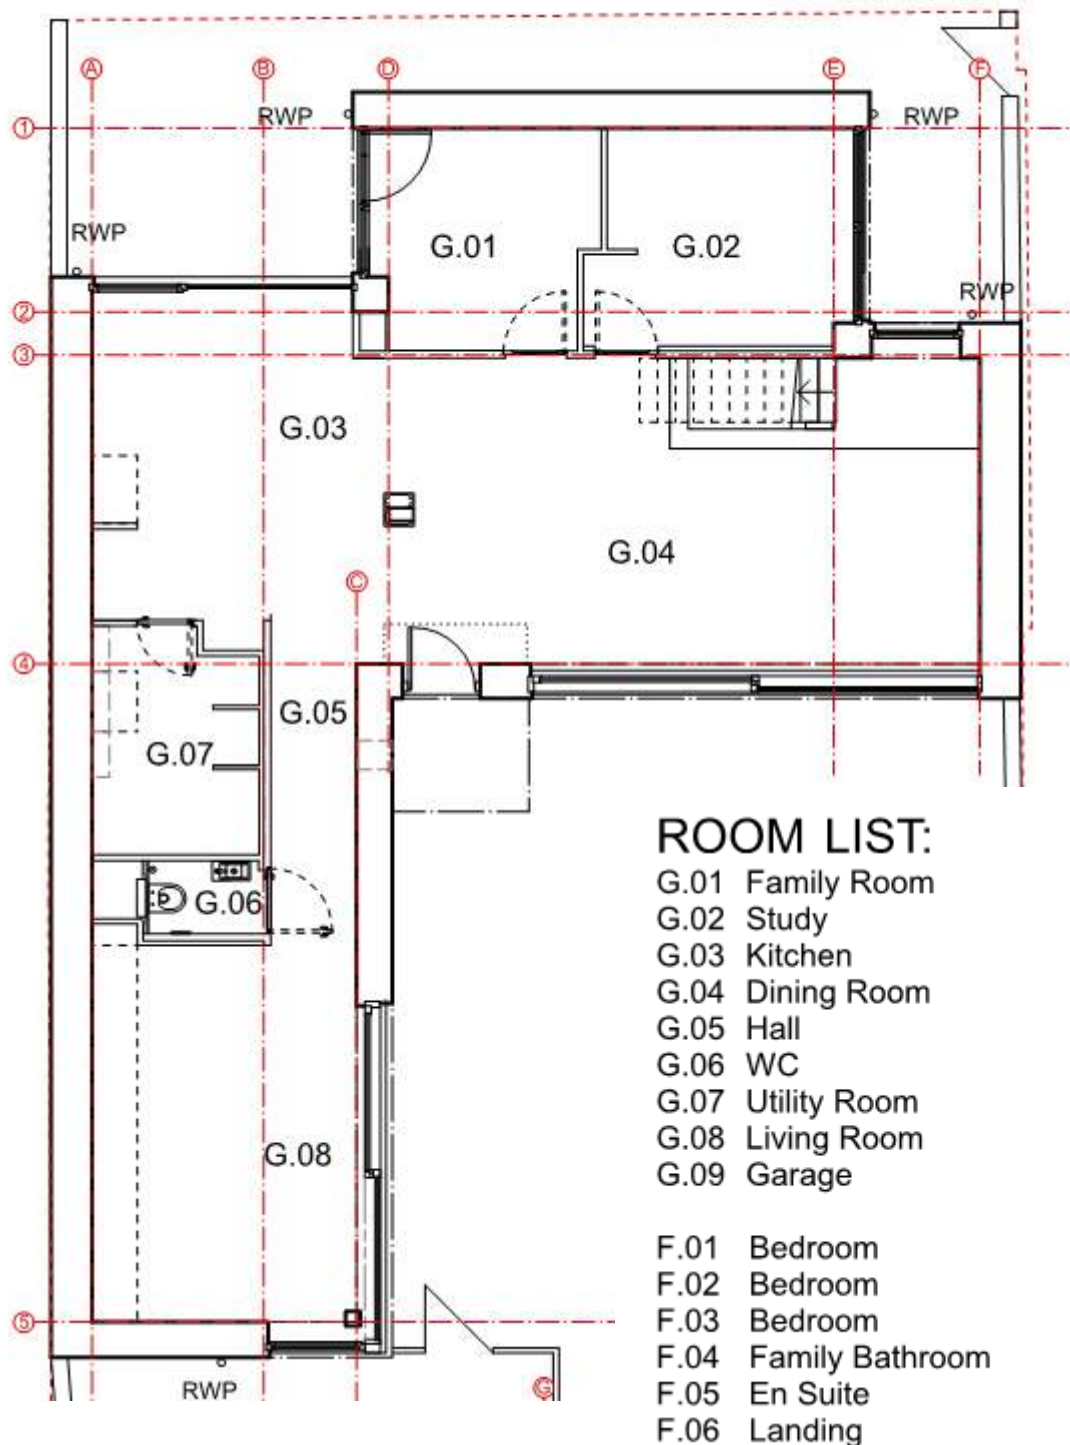 A B D E F
RWP RWP
1
G.01 G.02
RWP
RWP
2
3
G.03
G.04
C
4
G.05
G.07
G.06
G.08
5
RWP
G
ROOM LIST:
G.01 Family Room
G.02 Study
G.03 Kitchen
G.04 Dining Room
G.05 Hall
G.06 WC
G.07 Utility Room
G.08 Living Room
G.09 Garage
F.01 Bedroom
F.02 Bedroom
F.03 Bedroom
F.04 Family Bathroom
F.05 En Suite
F.06 Landing